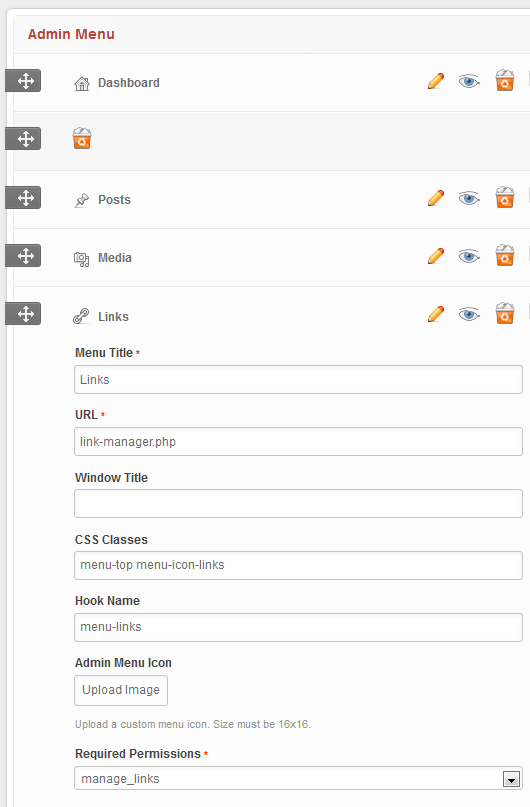 Admin Menu
Dashboard
Posts
Media
Links
Menu Title *
Links
URL *
link-manager.php
Window Title
CSS Classes
menu-top menu-icon-links
Hook Name
menu-links
Admin Menu Icon
Upload Image
Upload a custom menu icon. Size must be 16x16.
Required Permissions *
manage_links